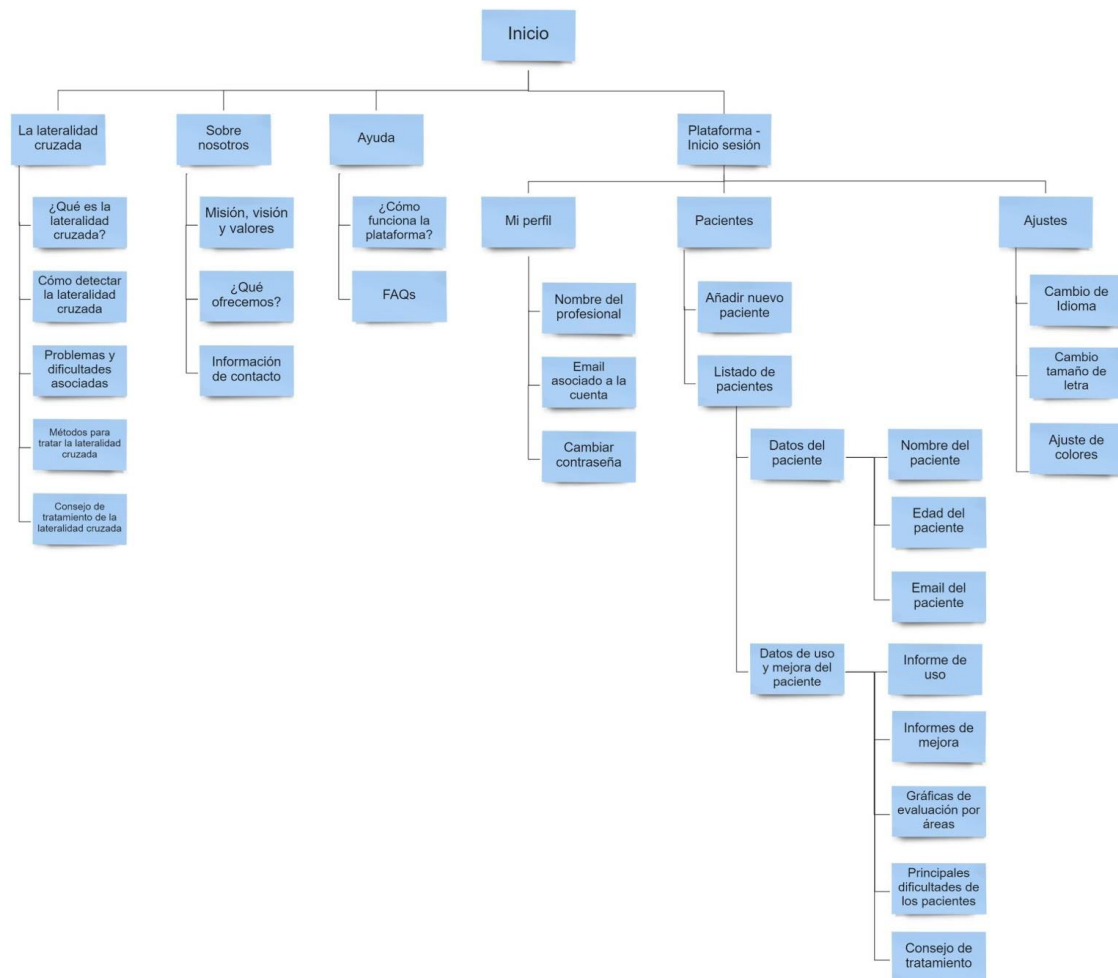 Inicio
La lateralidad
cruzada
Sobre
nosotros
Ayuda
Plataforma -
Inicio sesión
¿Qué es la
lateralidad
cruzada?
Cómo detectar
la lateralidad
cruzada
Problemas y
dificultades
asociadas
Métodos para
tratar la lateralidad
cruzada
Consejo de
tratamiento de la
lateralidad cruzada
Misión, visión
y valores
¿Qué
ofrecemos?
Información
de contacto
¿Cómo
funciona la
plataforma?
FAQs
Mi perfil
Pacientes
Ajustes
Nombre del
profesional
Email
asociado a la
cuenta
Cambiar
contraseña
Añadir nuevo
paciente
Listado de
pacientes
Cambio de
Idioma
Cambio
tamaño de
letra
Ajuste de
colores
Datos del
paciente
Nombre del
paciente
Edad del
paciente
Email del
paciente
Datos de uso
y mejora del
paciente
Informe de
uso
Informes de
mejora
Gráficas de
evaluación por
áreas
Principales
dificultades de
los pacientes
Consejo de
tratamiento